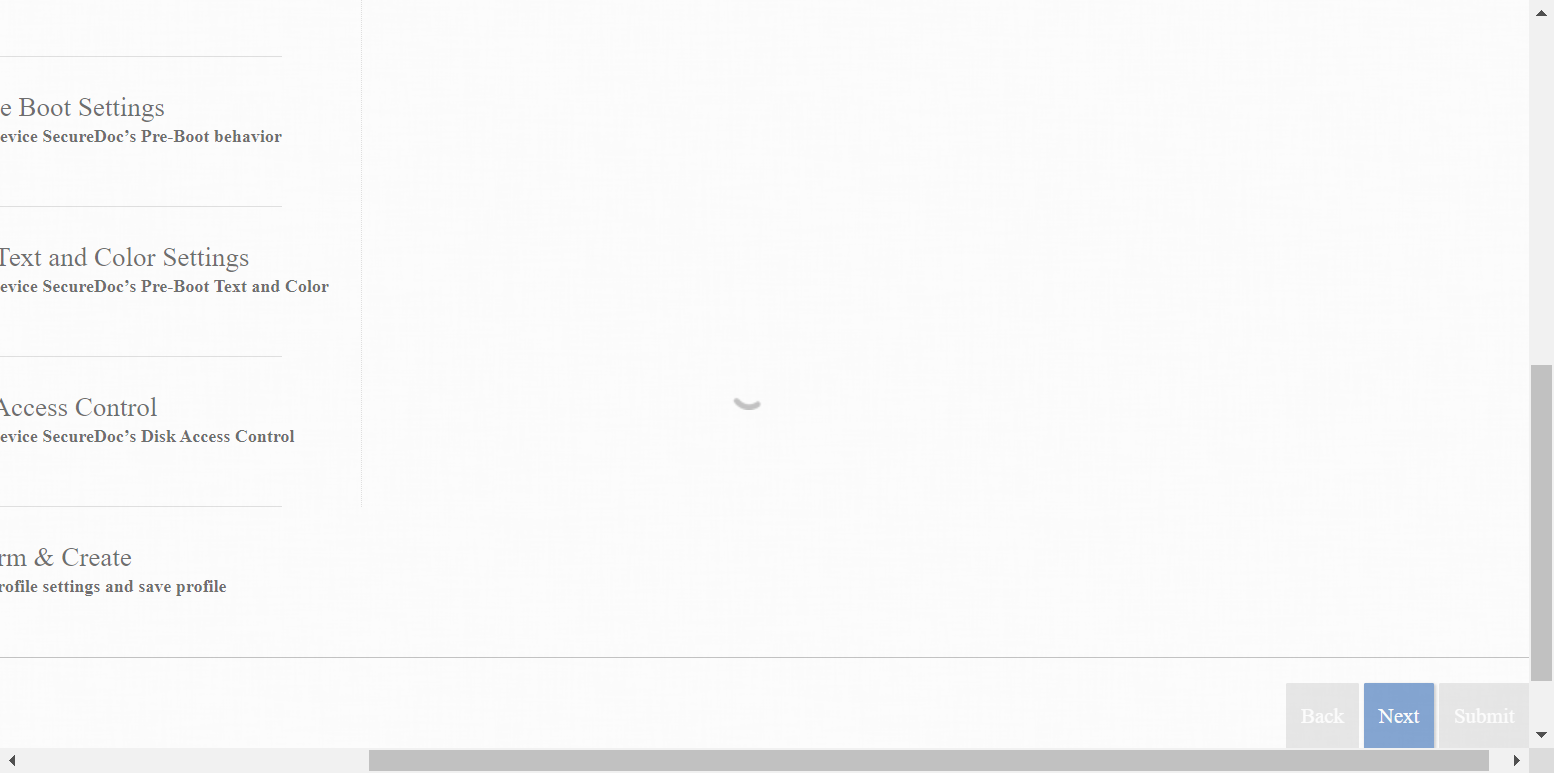 e Boot Settings
evice SecureDoc’s Pre-Boot behavior
Text and Color Settings
evice SecureDoc’s Pre-Boot Text and Color
Access Control
evice SecureDoc’s Disk Access Control
rm & Create
rofile settings and save profile
Back Next Submit